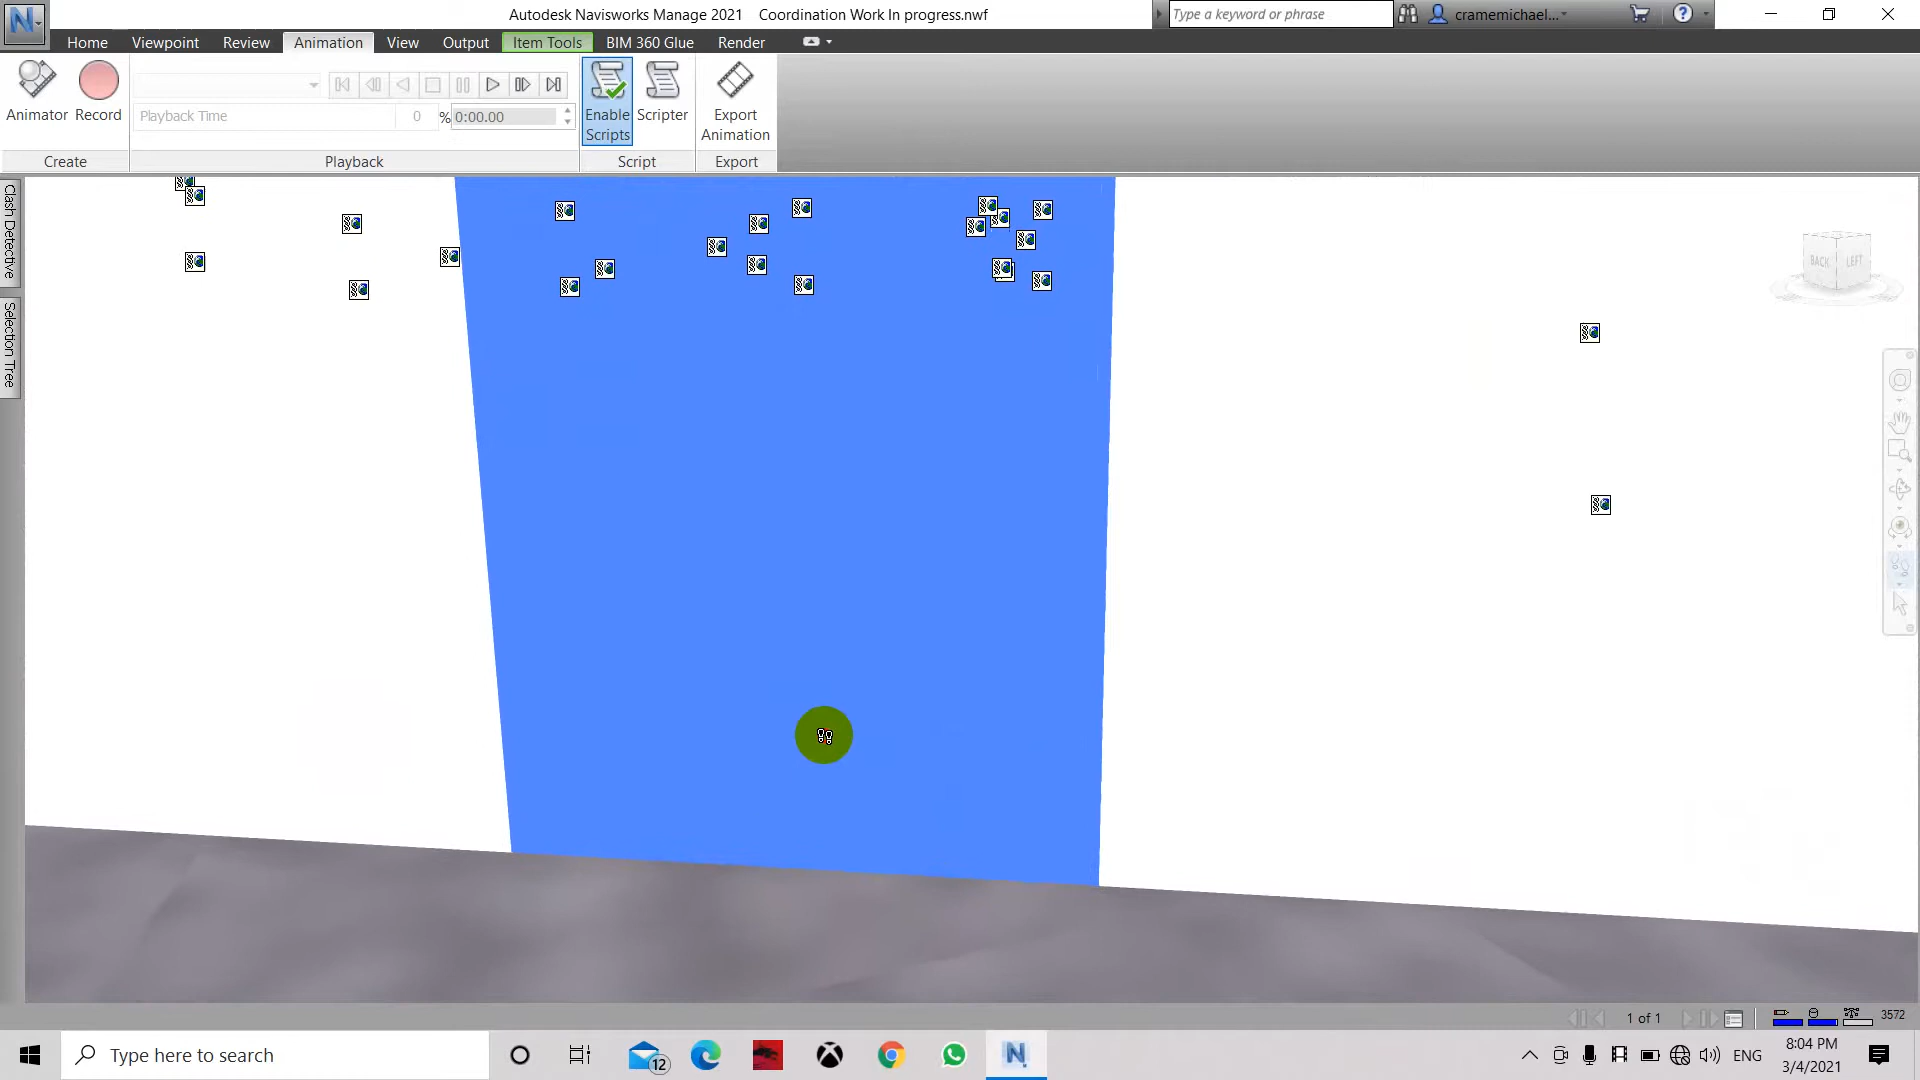 Autodesk Navisworks Manage 2021 Coordination Work In progress.nwf
Type a keyword or phrase
cramemichael...
Home Viewpoint Review Animation View Output Item Tools BIM 360 Glue Render
Animator
Record
Playback Time
0
%
0:00.00
Enable
Scripts
Scripter
Export
Animation
Create
Playback
Script
Export
Clash Detective
Selection Tree
BACK
LEFT
1 of 1
3572
Type here to search
12
ENG
8:04 PM
3/4/2021